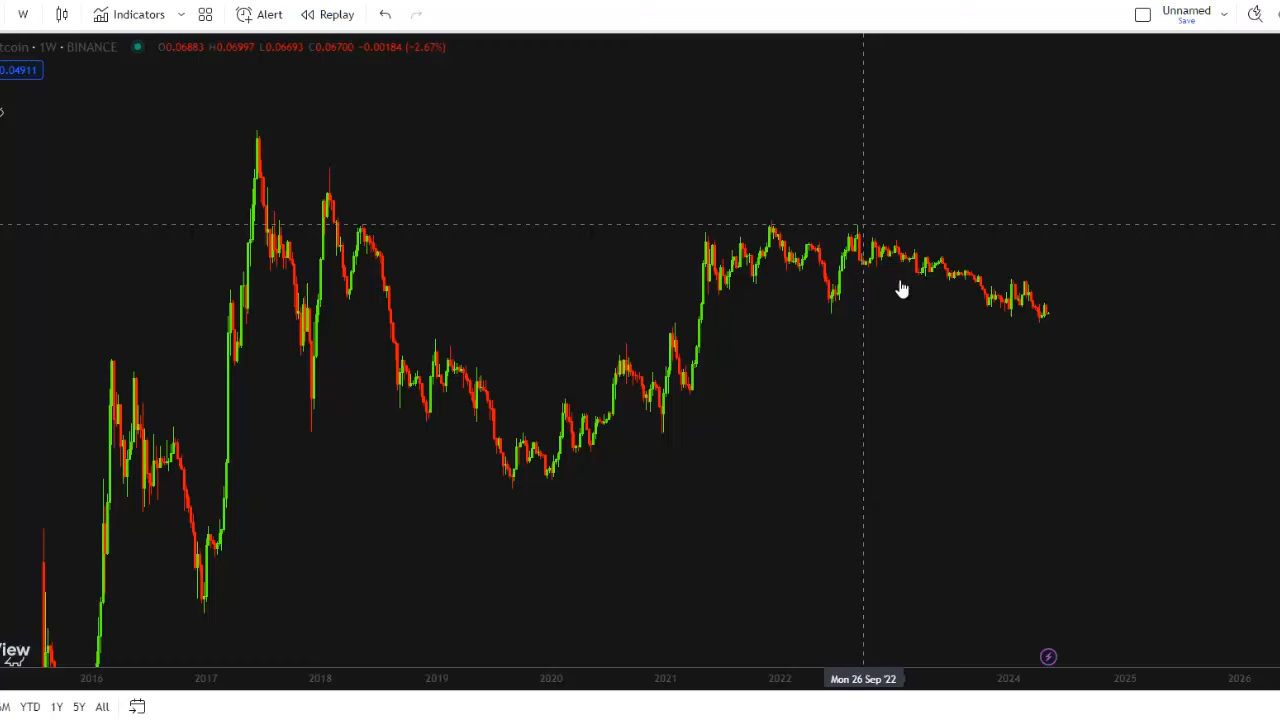 W Indicators Alert Replay Unnamed
Save
tcoin · 1W · BINANCE O0.06883 H0.06997 L0.06693 C0.06700 −0.00184 (−2.67%)
0.04911
View
2016 2017 2018 2019 2020 2021 2022 Mon 26 Sep '22 2024 2025 2026
6M YTD 1Y 5Y All